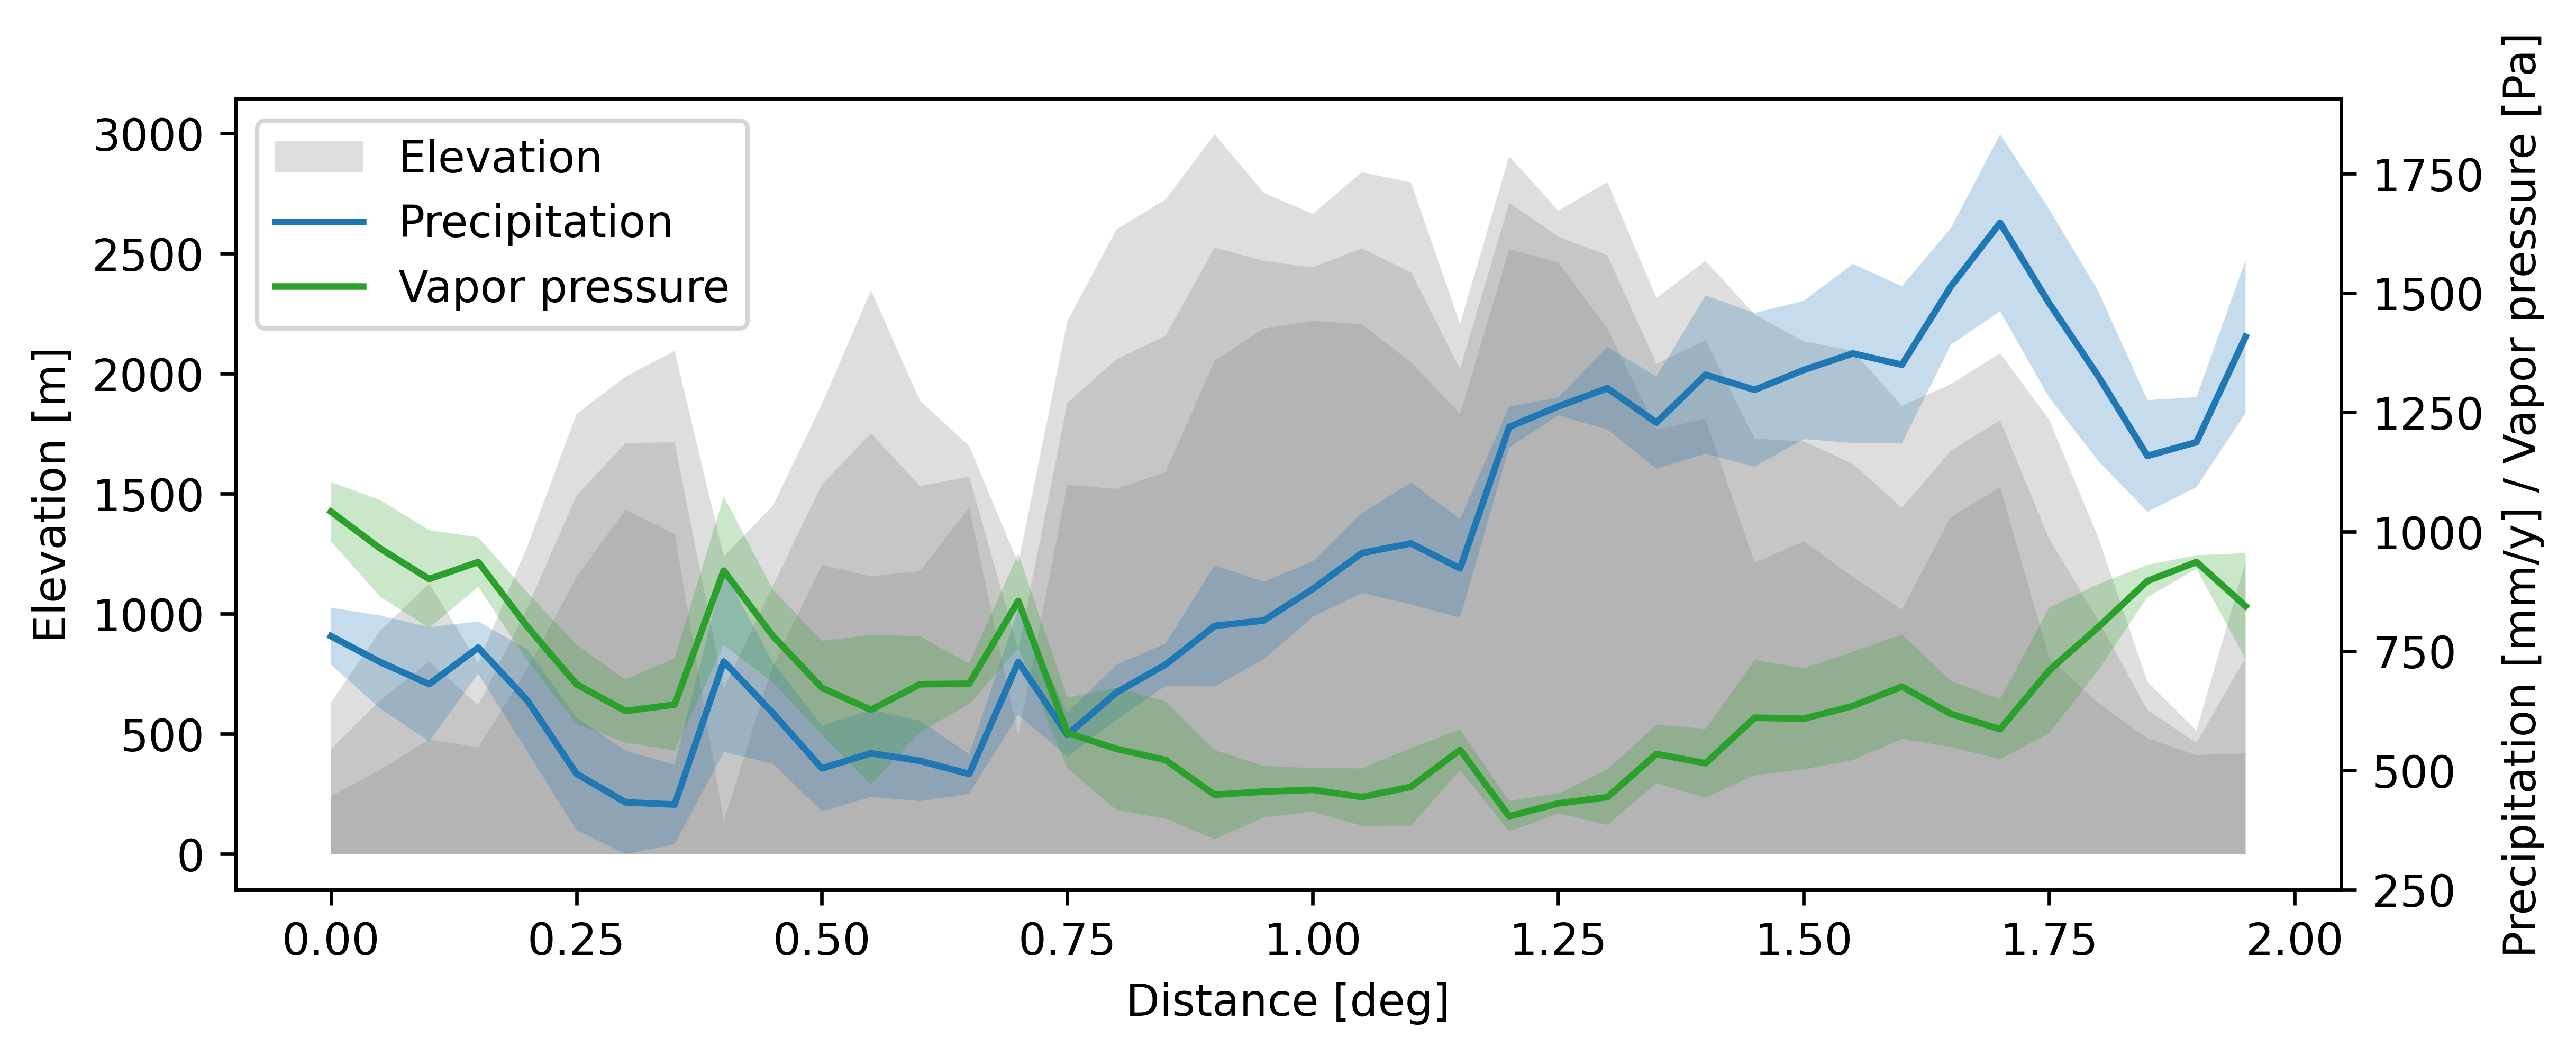 Elevation
Precipitation
Vapor pressure
Elevation [m]
3000
2500
2000
1500
1000
500
0
0.00 0.25 0.50 0.75 1.00 1.25 1.50 1.75 2.00
Distance [deg]
1750
1500
1250
1000
750
500
250
Precipitation [mm/y] / Vapor pressure [Pa]